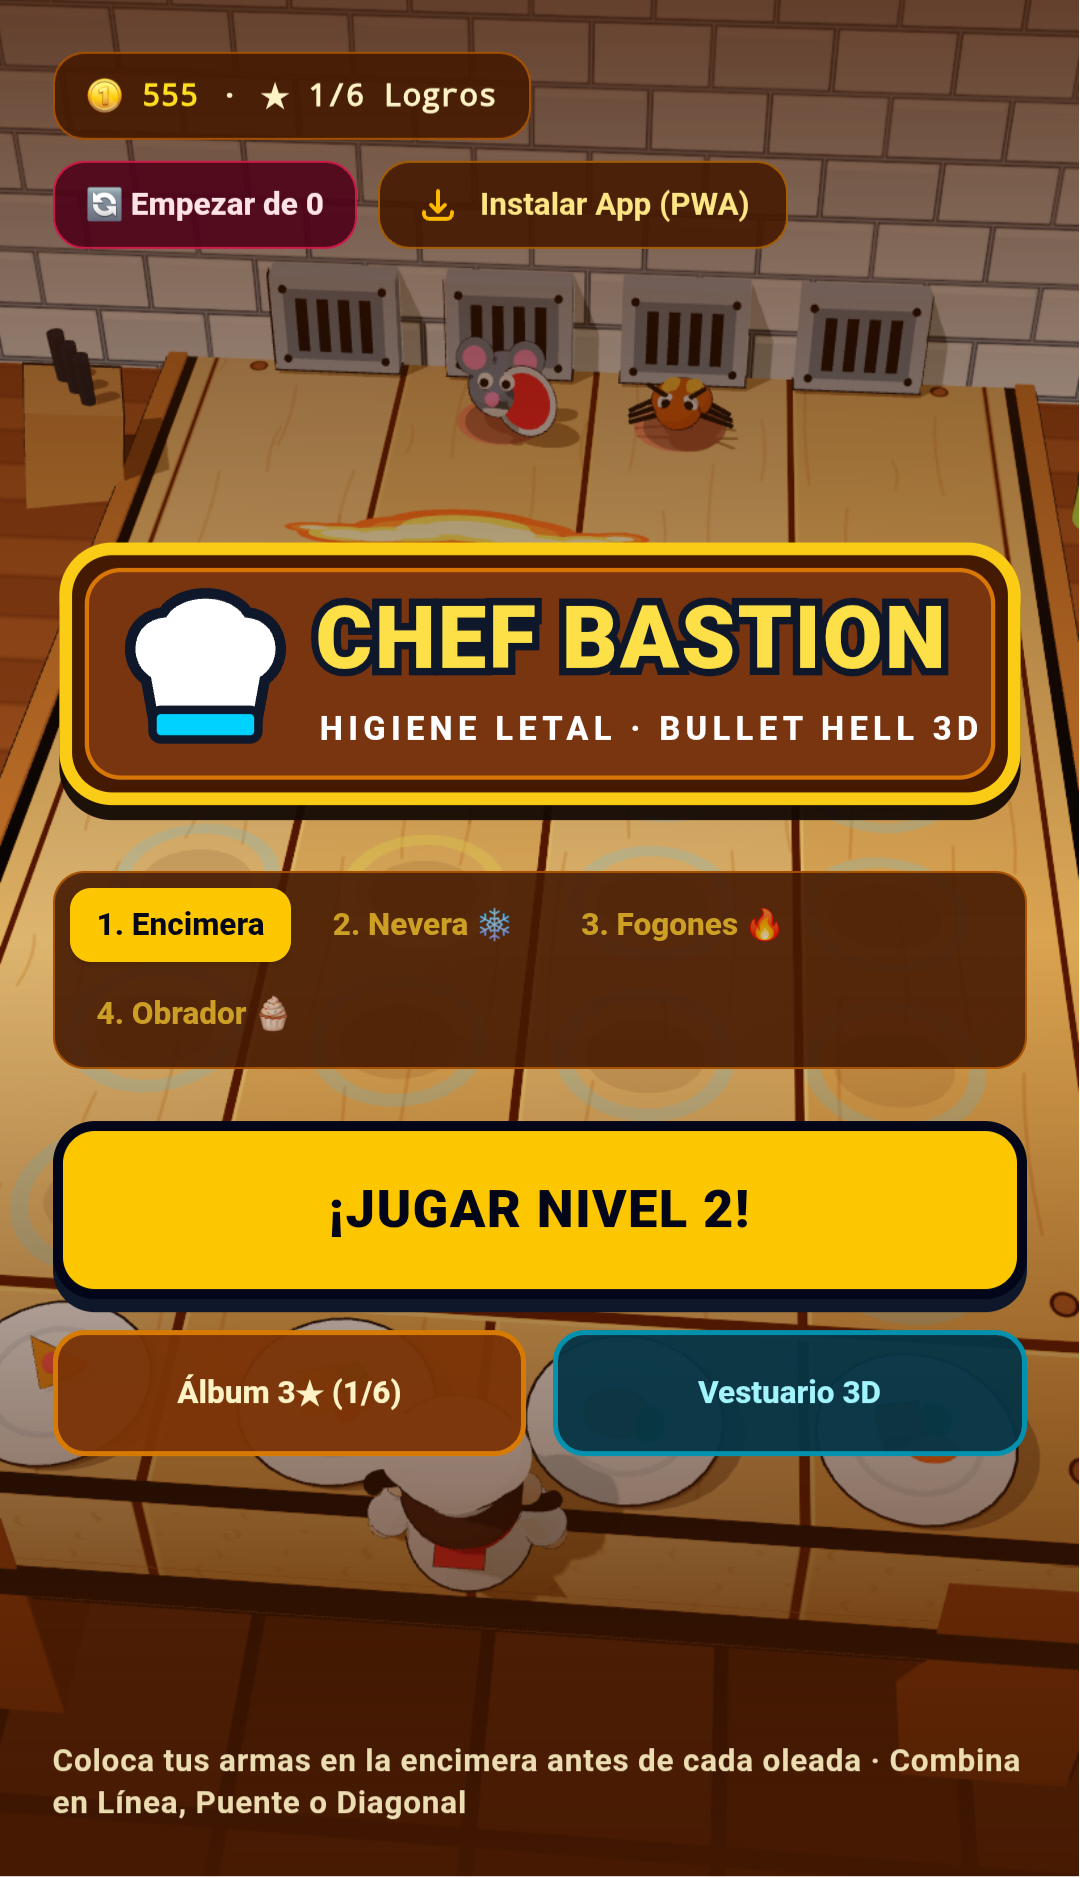 555 · ★ 1/6 Logros
Empezar de 0
Instalar App (PWA)
CHEF BASTION
HIGIENE LETAL · BULLET HELL 3D
1. Encimera
2. Nevera ❄️
3. Fogones 🔥
4. Obrador 🧁
¡JUGAR NIVEL 2!
Álbum 3★ (1/6)
Vestuario 3D
Coloca tus armas en la encimera antes de cada oleada · Combina
en Línea, Puente o Diagonal